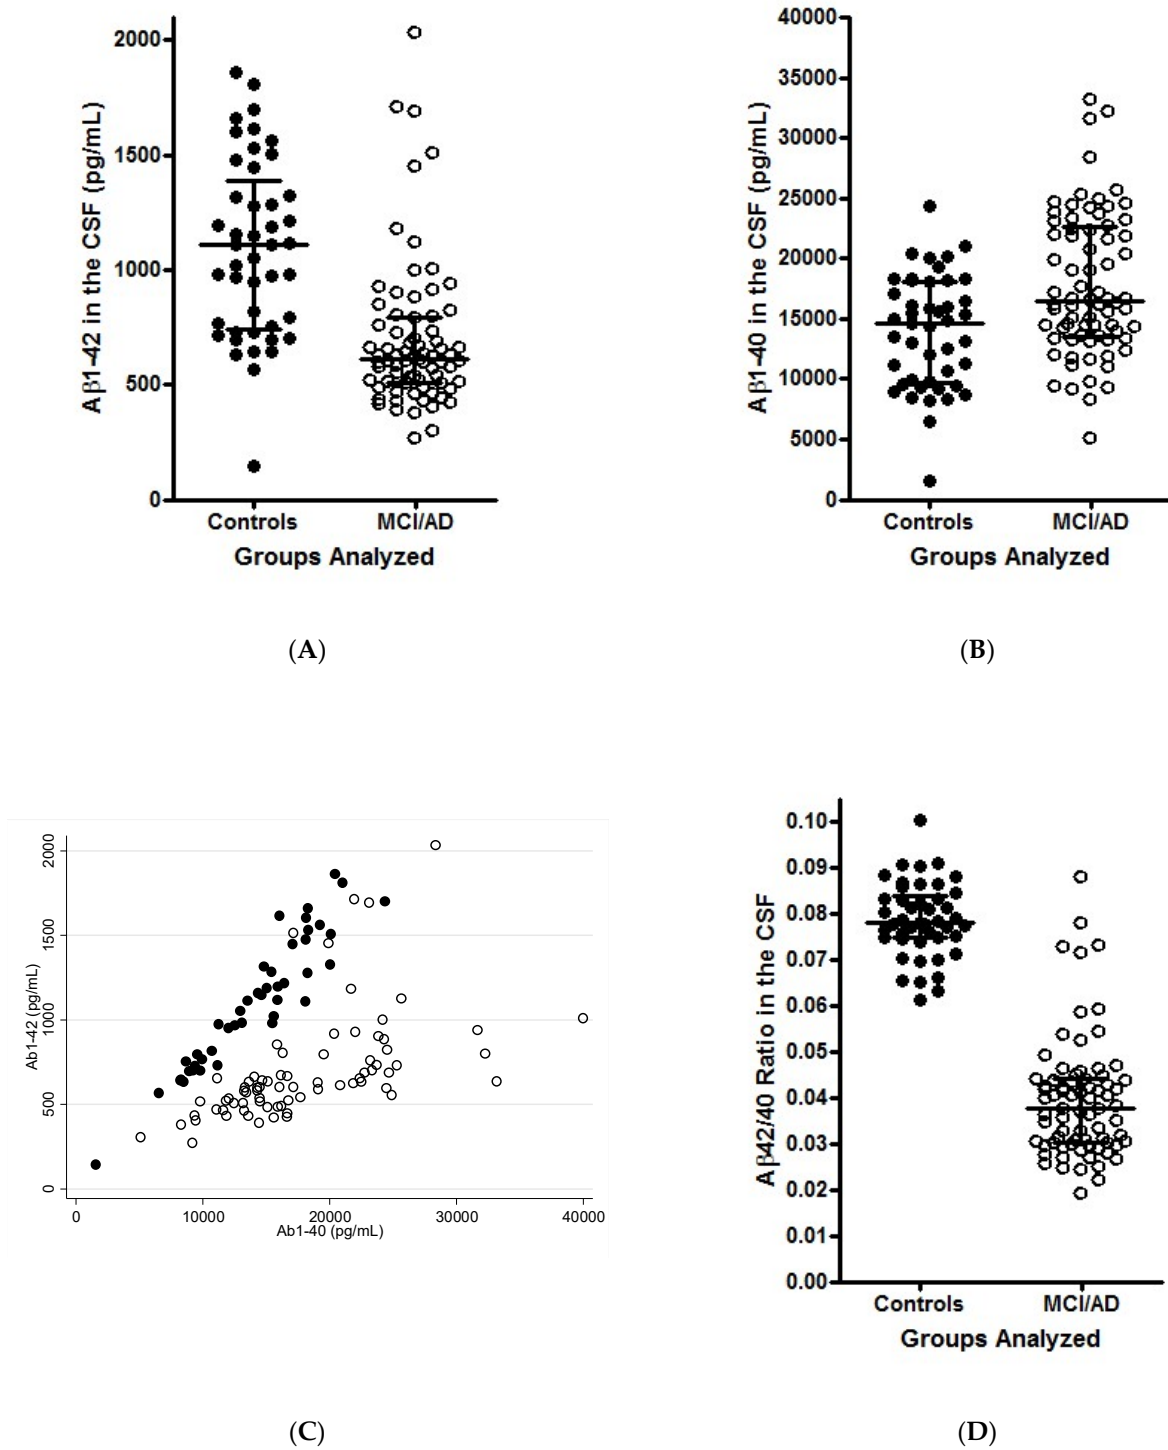 2000
1500
1000
500
0
Aβ1-42 in the CSF (pg/mL)
Controls
MCI/AD
Groups Analyzed
(A)
40000
35000
30000
25000
20000
15000
10000
5000
0
Aβ1-40 in the CSF (pg/mL)
Controls
MCI/AD
Groups Analyzed
(B)
2000
1500
1000
500
0
Ab1-42 (pg/mL)
0
10000
20000
30000
40000
Ab1-40 (pg/mL)
(C)
0.10
0.09
0.08
0.07
0.06
0.05
0.04
0.03
0.02
0.01
0.00
Aβ42/40 Ratio in the CSF
Controls
MCI/AD
Groups Analyzed
(D)